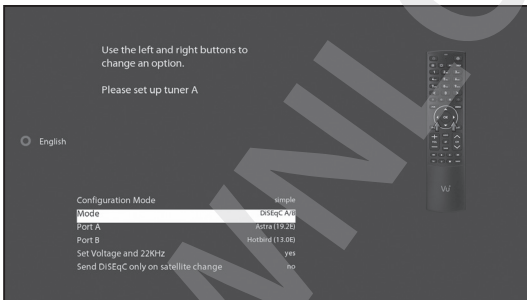 Use the left and right buttons to
change an option.
Please set up tuner A
English
Configuration Mode simple
Mode DiSEqC A/B
Port A Astra (19.2E)
Port B Hotbird (13.0E)
Set Voltage and 22KHz yes
Send DiSEqC only on satellite change no
Vu+